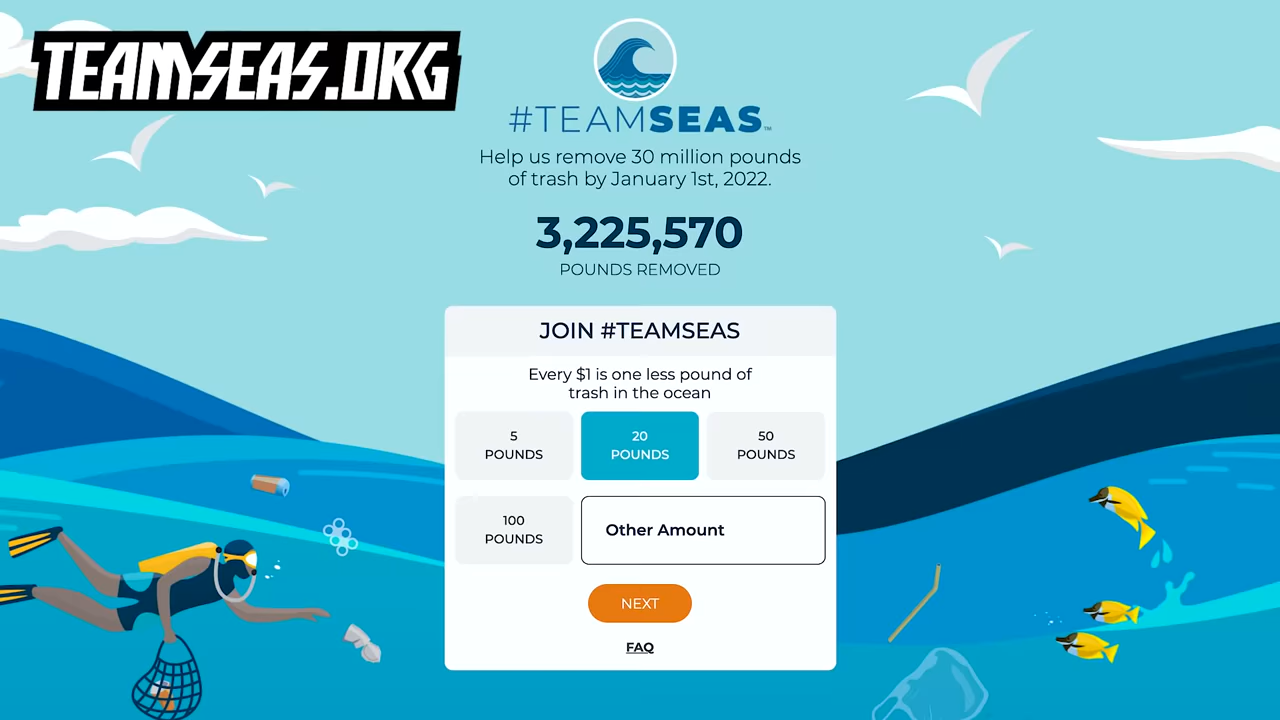 TEAMSEAS.ORG
#TEAMSEAS™
Help us remove 30 million pounds
of trash by January 1st, 2022.
3,225,570
POUNDS REMOVED
JOIN #TEAMSEAS
Every $1 is one less pound of
trash in the ocean
5
POUNDS
20
POUNDS
50
POUNDS
100
POUNDS
Other Amount
NEXT
FAQ